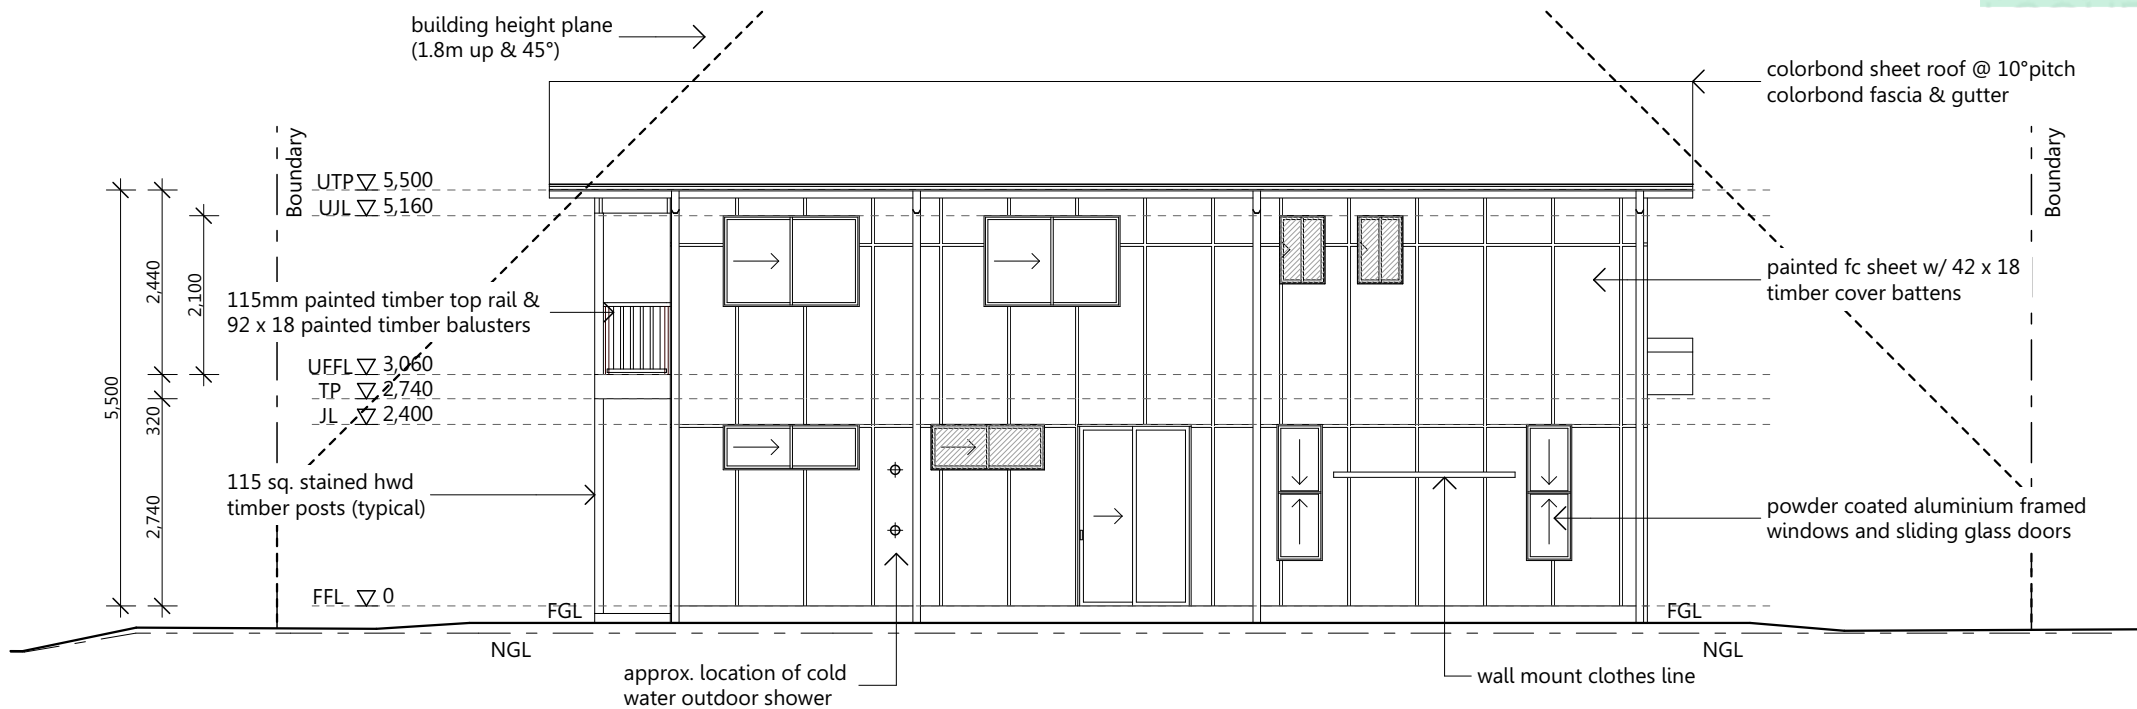 building height plane
(1.8m up & 45°)
colorbond sheet roof @ 10°pitch
colorbond fascia & gutter
Boundary
Boundary
UTP 5,500
UJL 5,160
2,440
2,100
painted fc sheet w/ 42 x 18
timber cover battens
115mm painted timber top rail &
92 x 18 painted timber balusters
UFFL 3,060
TP 2,740
JL 2,400
5,500
320
115 sq. stained hwd
timber posts (typical)
2,740
powder coated aluminium framed
windows and sliding glass doors
FFL 0
FGL
FGL
NGL
NGL
approx. location of cold
water outdoor shower
wall mount clothes line